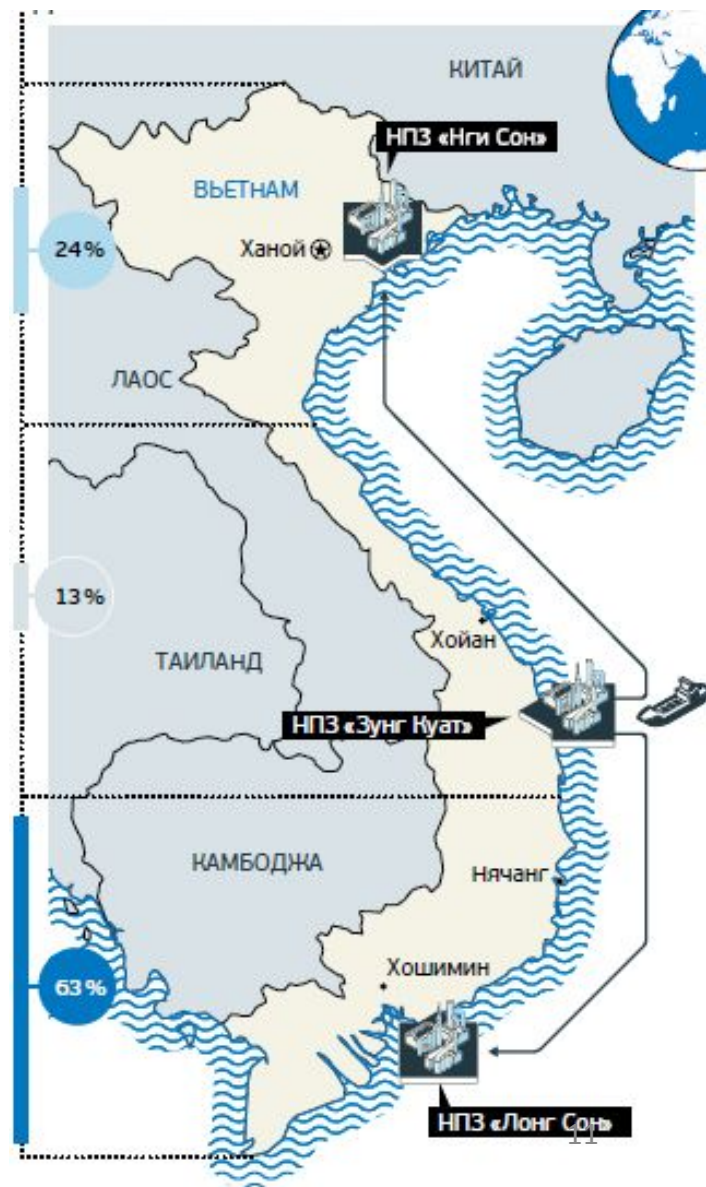 КИТАЙ
НПЗ «Нги Сон»
ВЬЕТНАМ
24%
Ханой
ЛАОС
13%
Хойан
ТАИЛАНД
НПЗ «Зунг Куат»
КАМБОДЖА
Нячанг
Хошимин
63%
НПЗ «Лонг Сон»
11